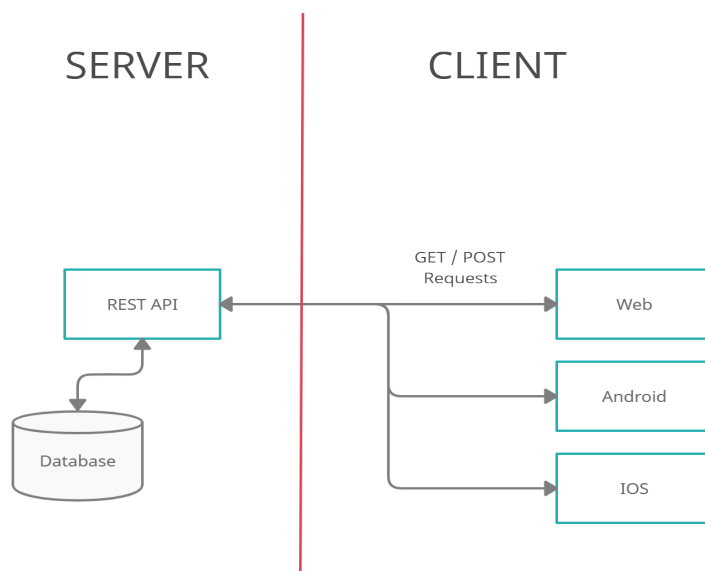 SERVER
CLIENT
GET / POST
Requests
REST API
Web
Android
Database
IOS